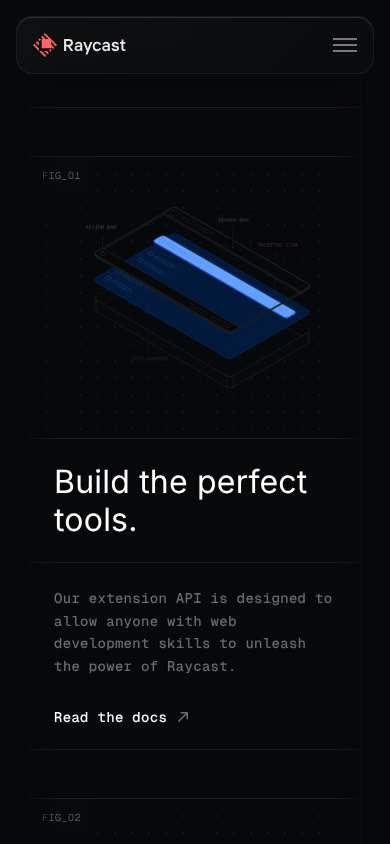 Raycast
FIG_01
Build the perfect
tools.
Our extension API is designed to
allow anyone with web
development skills to unleash
the power of Raycast.
Read the docs
FIG_02